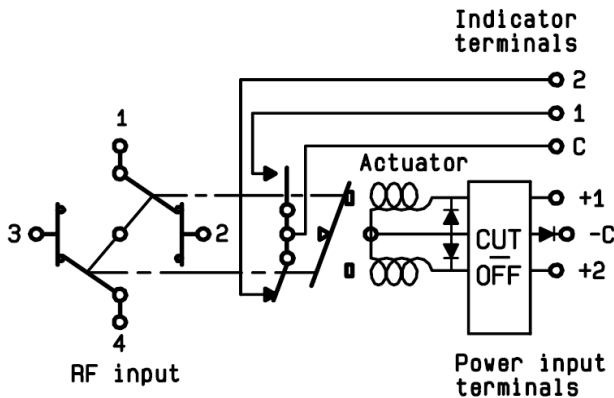 Indicator
terminals
2
1
C
1
Actuator
+1
3
2
CUT
OFF
-C
+2
4
RF input
Power input
terminals